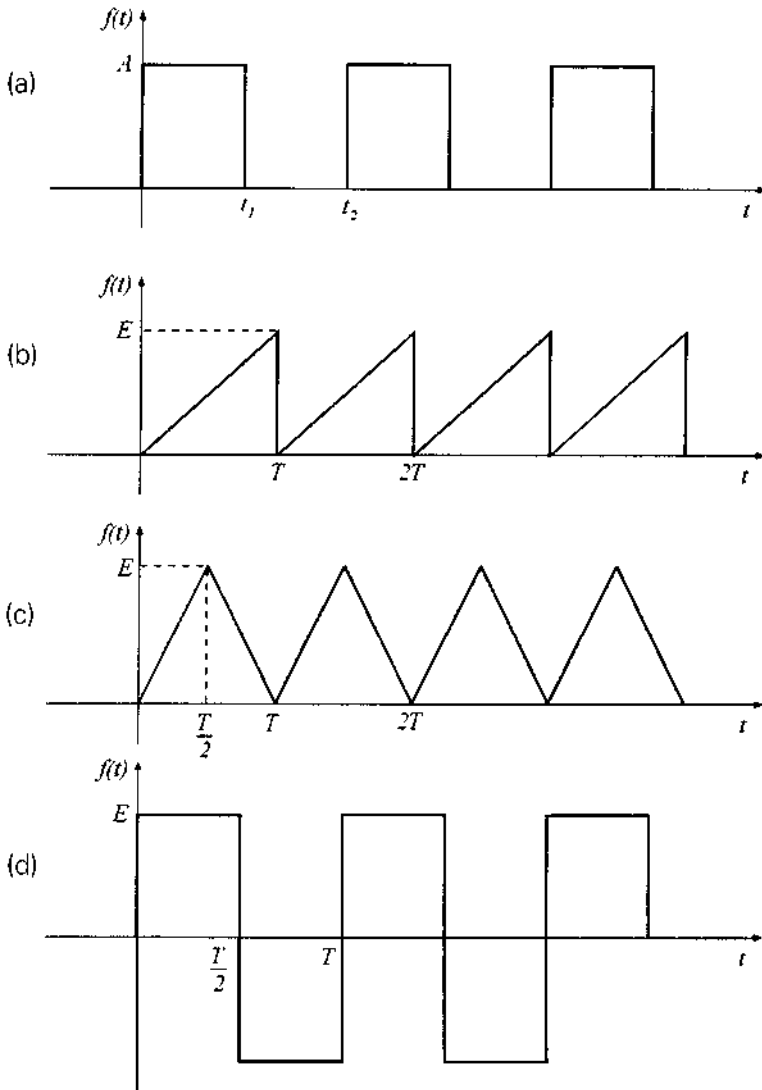 f(t)
A
(a)
t₁ t₂ t
f(t)
E
(b)
T 2T t
f(t)
E
(c)
T/2 T 2T t
f(t)
E
(d)
T/2 T t